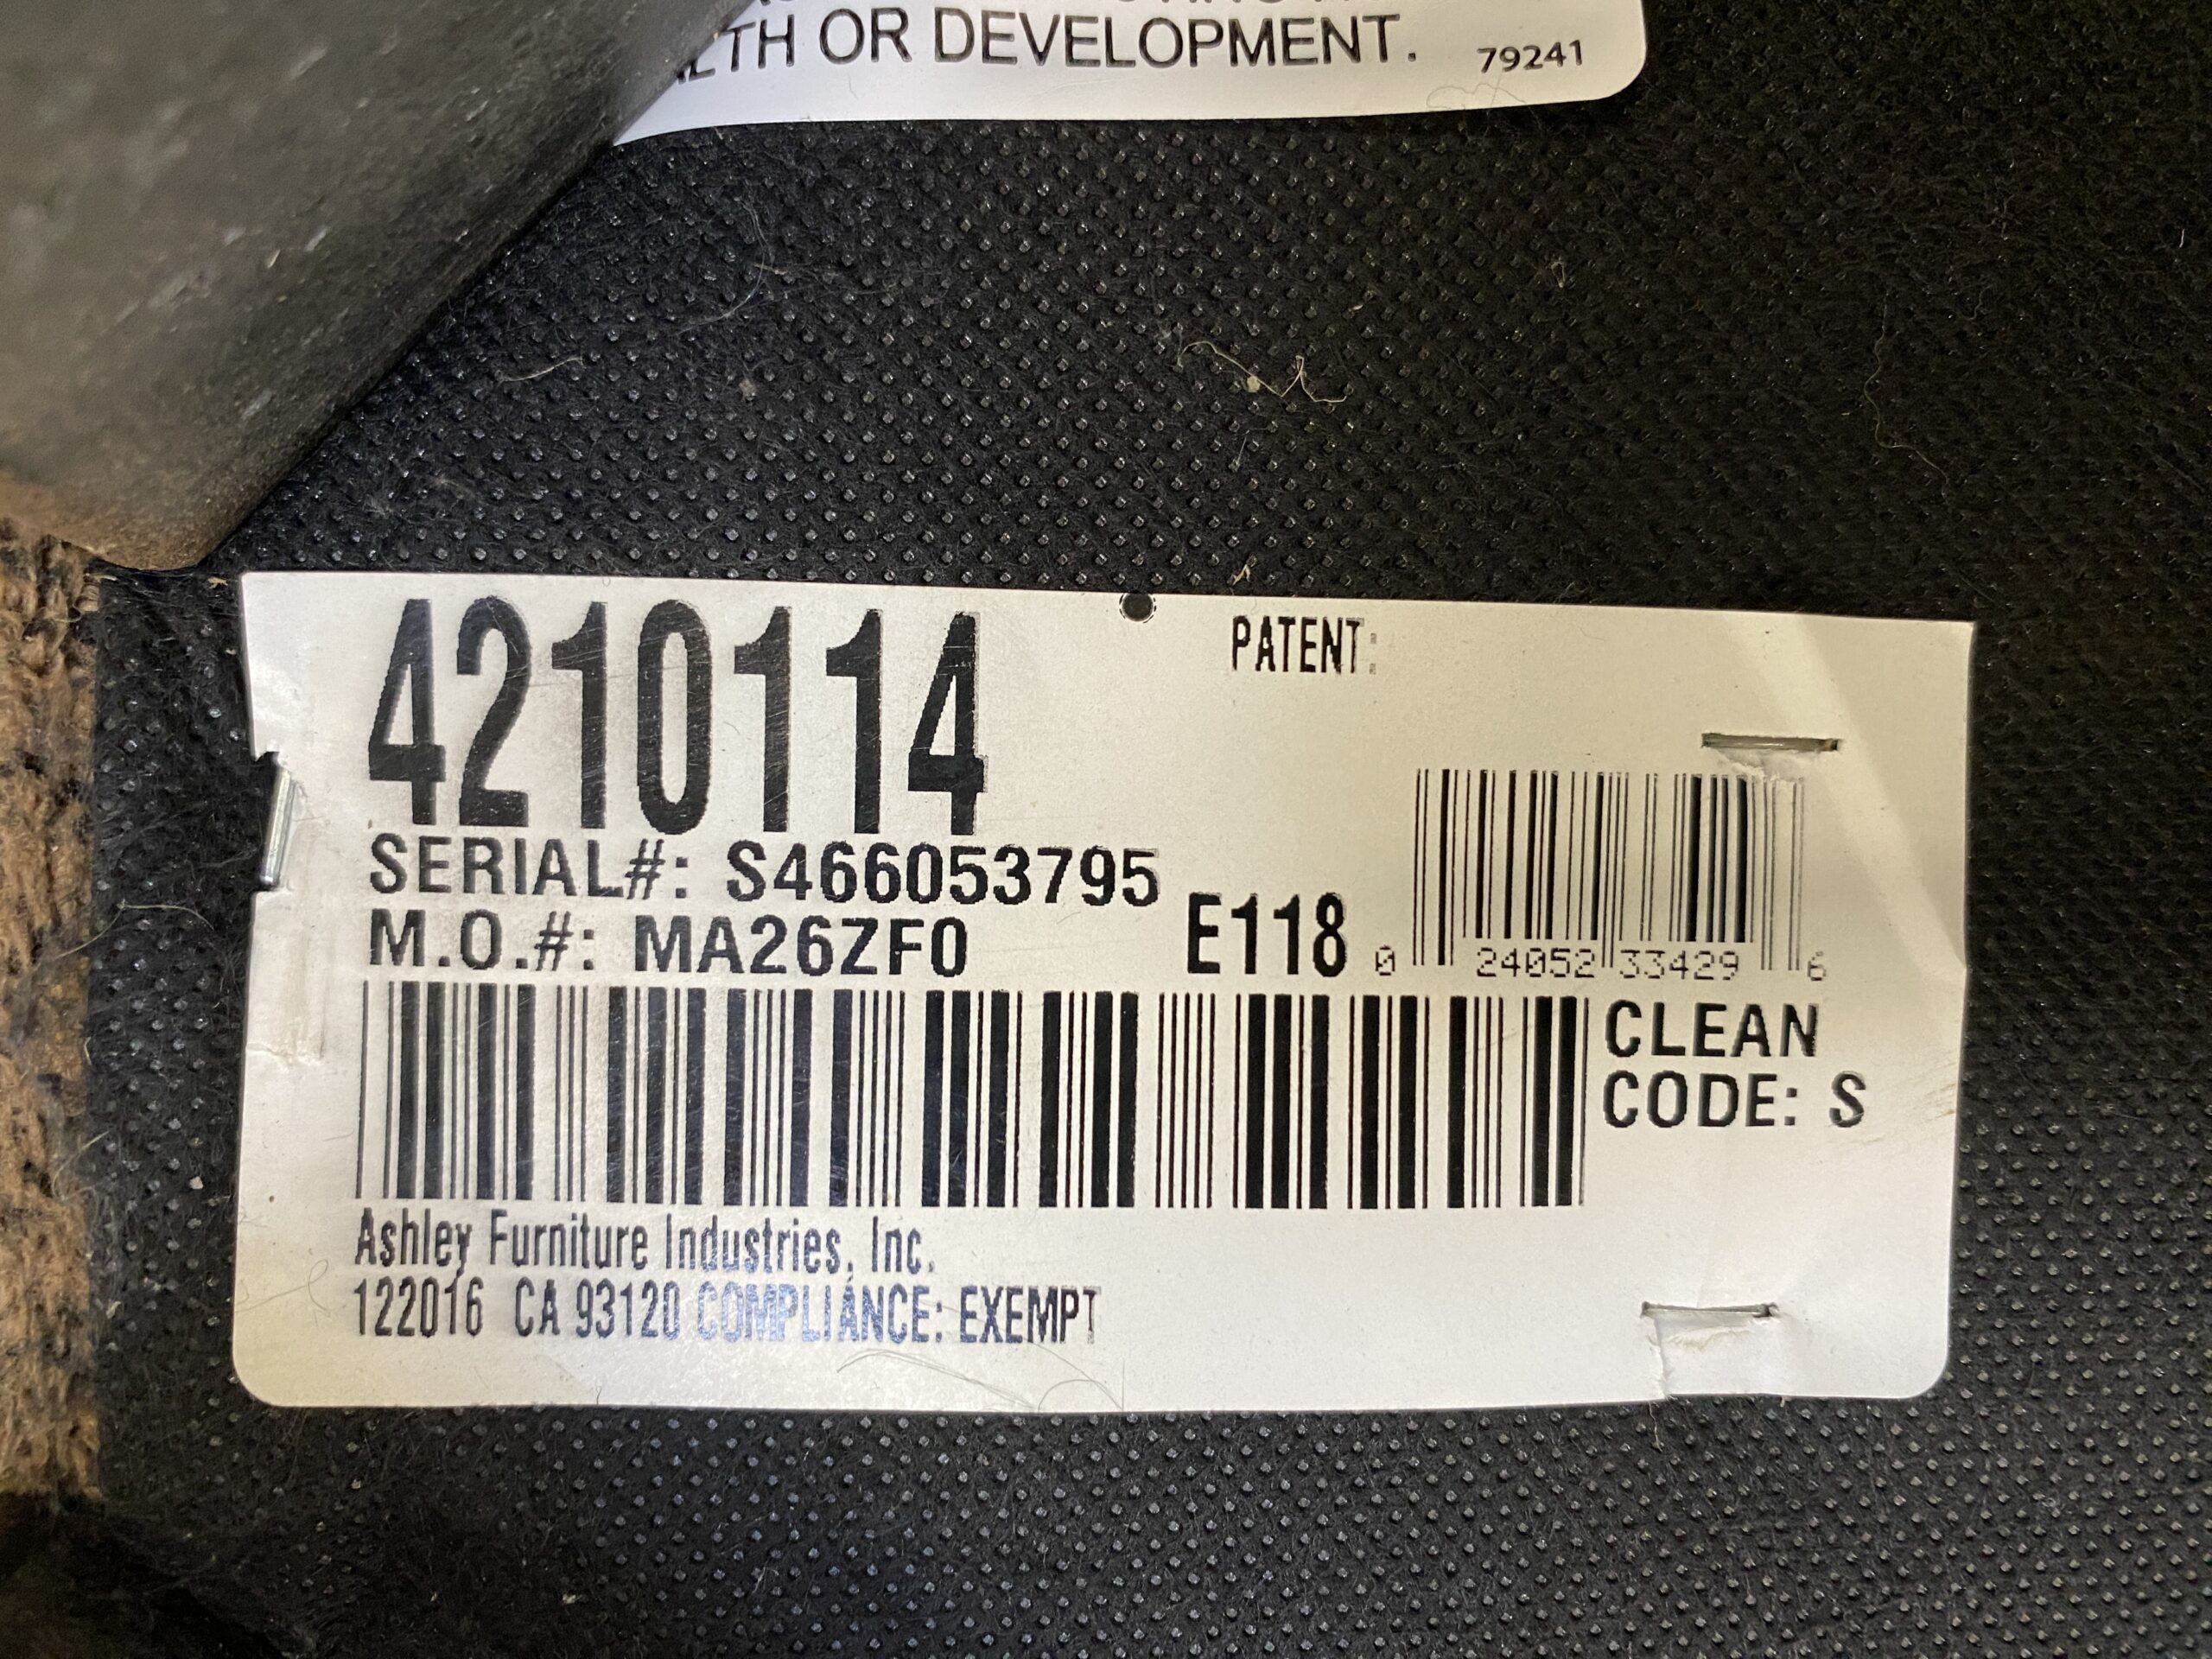 OR DEVELOPMENT. 79241
4210114
PATENT:
SERIAL#: S466053795
M.O.#: MA26ZF0
E118
0 24052 33429 6
CLEAN
CODE: S
Ashley Furniture Industries, Inc.
122016 CA 93120 COMPLIANCE: EXEMPT